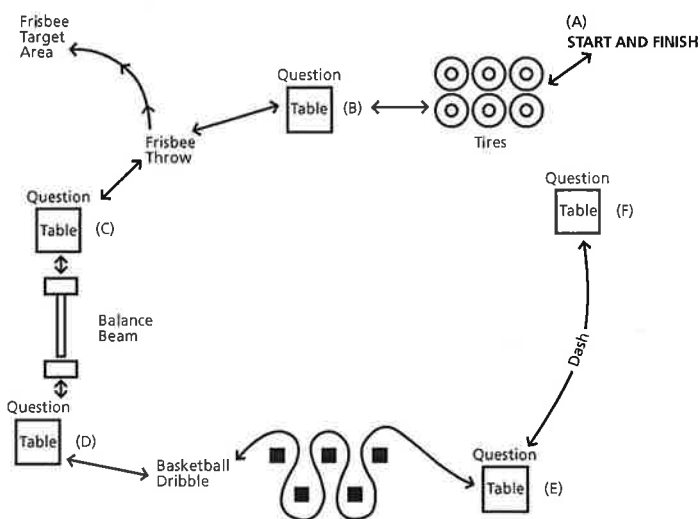 Frisbee
Target
Area
(A)
START AND FINISH
Question
Table
(B)
Tires
Frisbee
Throw
Question
Table
(C)
Balance
Beam
Question
Table
(D)
Basketball
Dribble
Question
Table
(E)
Dash
Question
Table
(F)